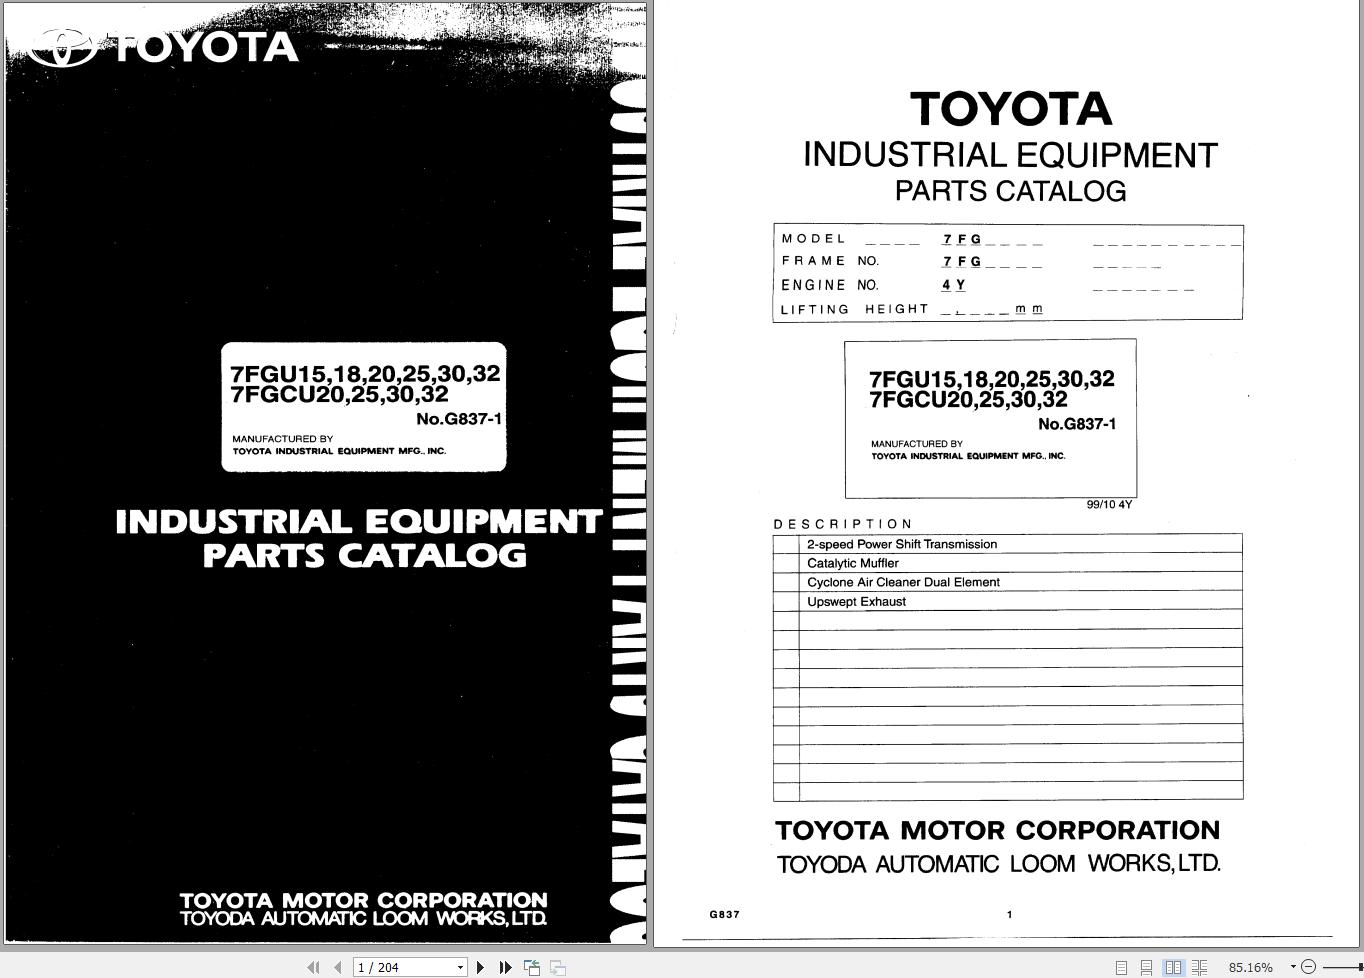 TOYOTA
7FGU15,18,20,25,30,32
7FGCU20,25,30,32
No.G837-1
MANUFACTURED BY
TOYOTA INDUSTRIAL EQUIPMENT MFG., INC.
INDUSTRIAL EQUIPMENT
PARTS CATALOG
TOYOTA MOTOR CORPORATION
TOYODA AUTOMATIC LOOM WORKS, LTD.
TOYOTA
INDUSTRIAL EQUIPMENT
PARTS CATALOG
MODEL _ _ _ _ 7 F G _ _ _ _ _ _ _ _ _ _ _ _ _ _
FRAME NO. 7 F G _ _ _ _ _ _ _ _ _
ENGINE NO. 4 Y _ _ _ _ _ _ _
LIFTING HEIGHT _ , _ _ _ m m
7FGU15,18,20,25,30,32
7FGCU20,25,30,32
No.G837-1
MANUFACTURED BY
TOYOTA INDUSTRIAL EQUIPMENT MFG., INC.
99/10 4Y
DESCRIPTION
2-speed Power Shift Transmission
Catalytic Muffler
Cyclone Air Cleaner Dual Element
Upswept Exhaust
TOYOTA MOTOR CORPORATION
TOYODA AUTOMATIC LOOM WORKS, LTD.
G837 1
1 / 204
85.16%